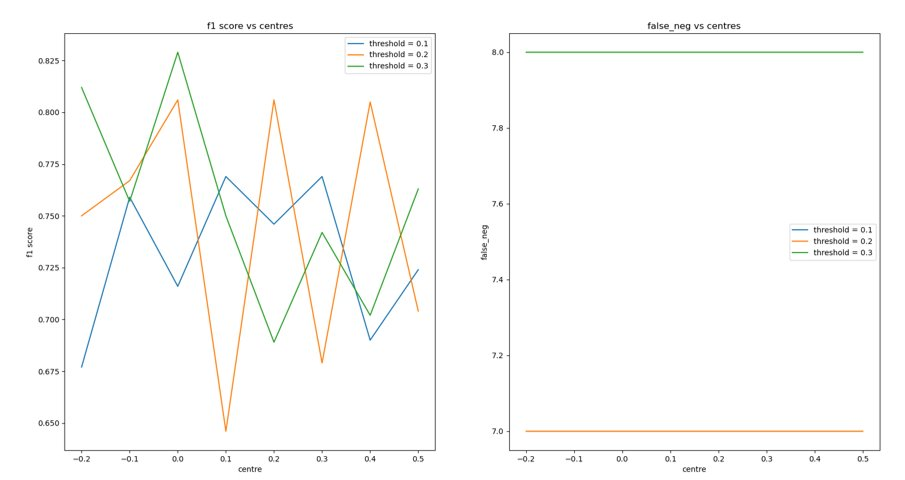 f1 score vs centres
threshold = 0.1
threshold = 0.2
threshold = 0.3
0.825
0.800
0.775
0.750
0.725
0.700
0.675
0.650
f1 score
−0.2 −0.1 0.0 0.1 0.2 0.3 0.4 0.5
centre
false_neg vs centres
8.0
7.8
7.6
7.4
7.2
7.0
false_neg
threshold = 0.1
threshold = 0.2
threshold = 0.3
−0.2 −0.1 0.0 0.1 0.2 0.3 0.4 0.5
centre